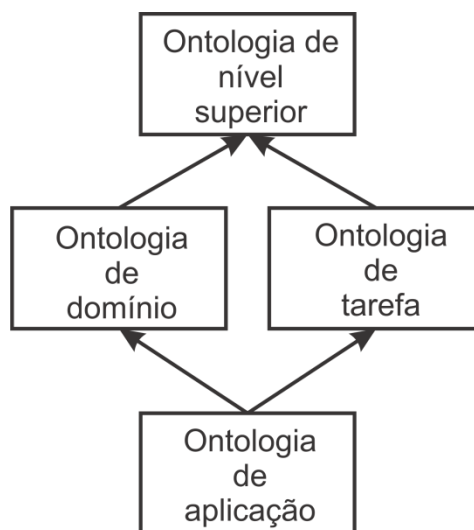 Ontologia de
nível
superior
Ontologia
de
domínio
Ontologia
de
tarefa
Ontologia
de
aplicação